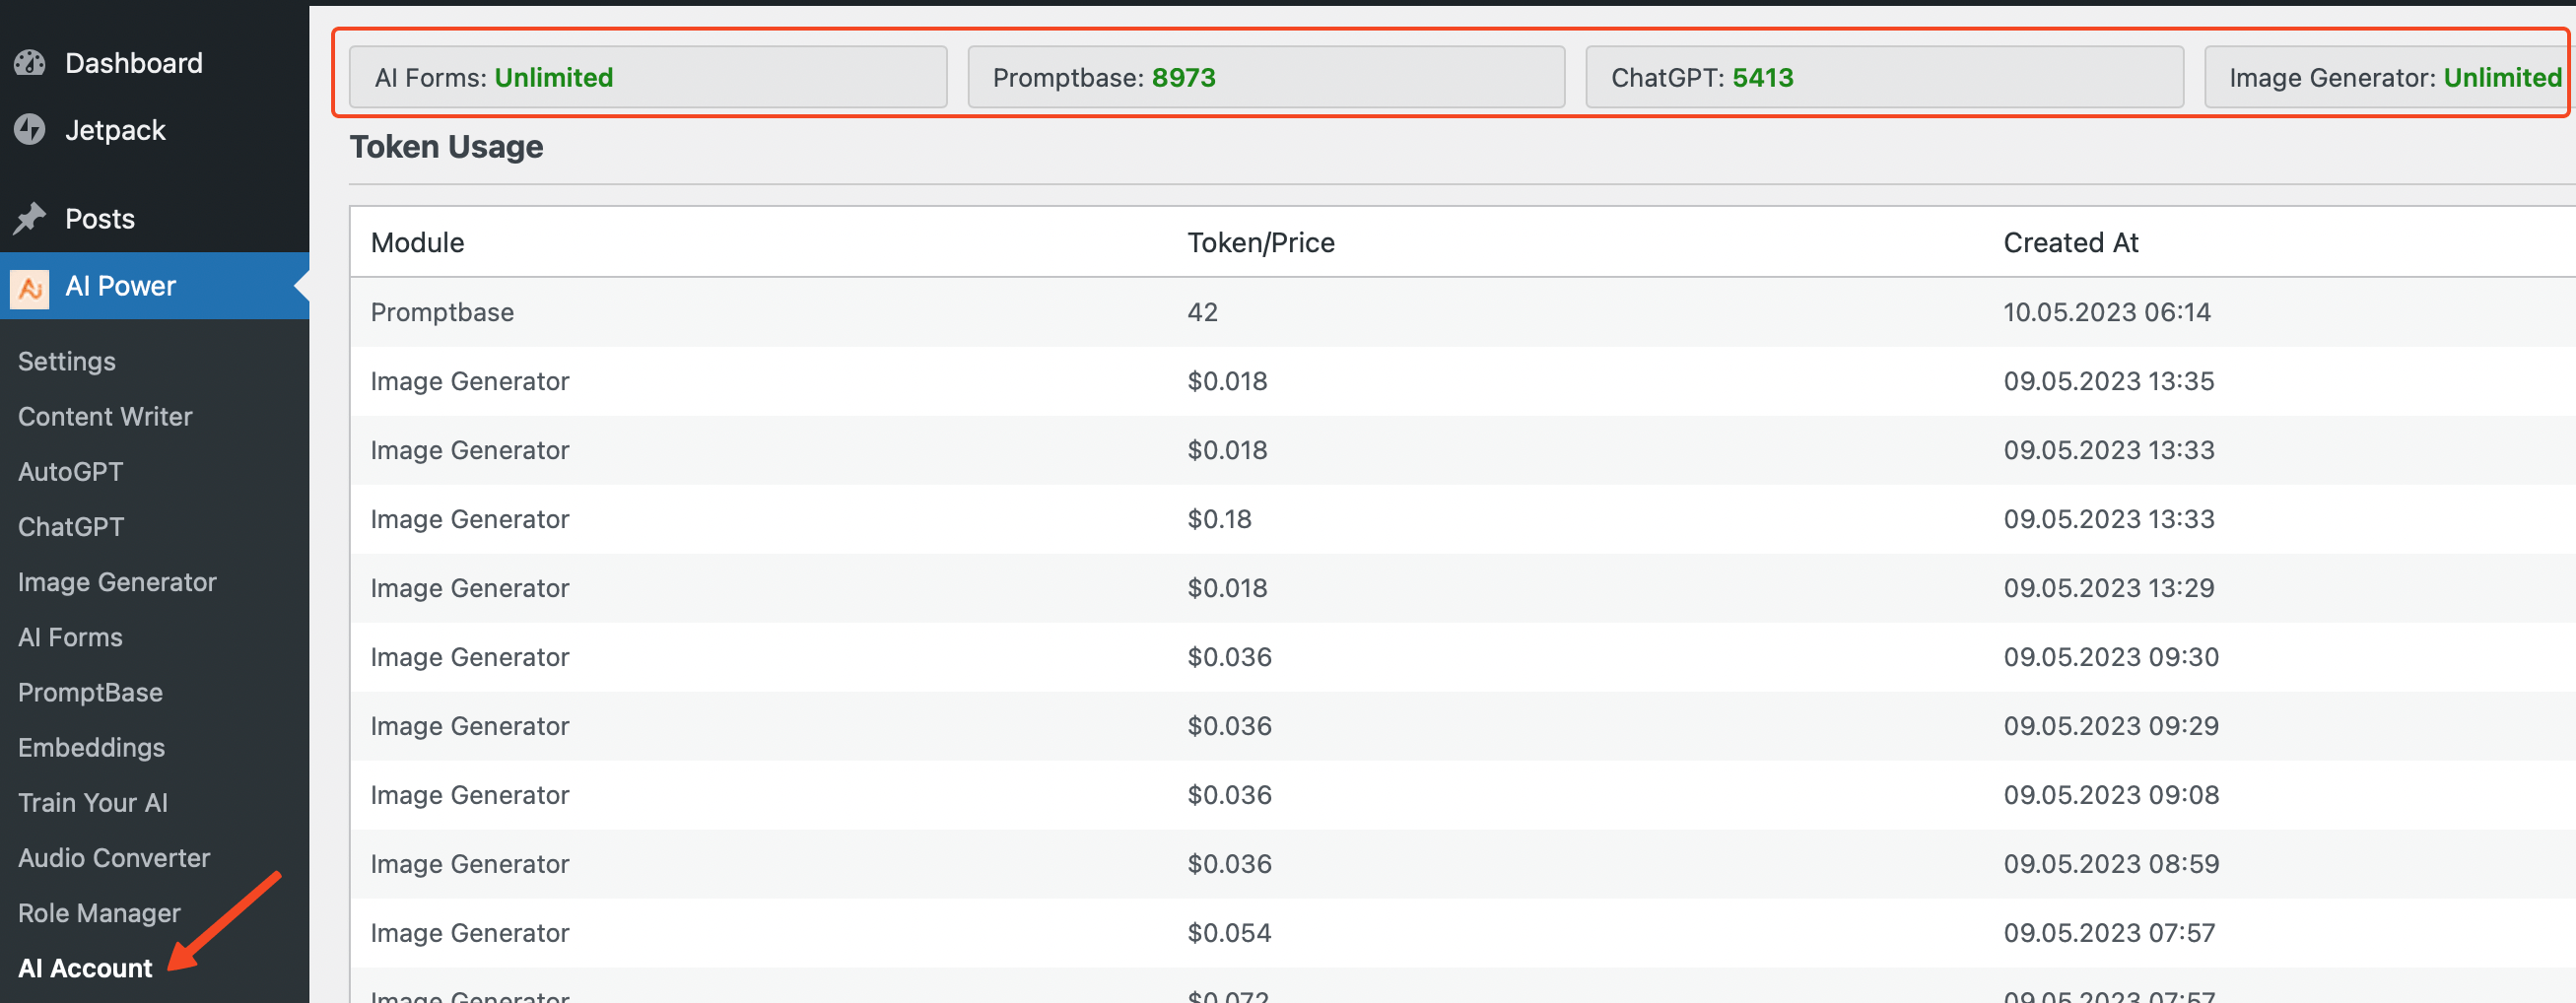 Dashboard
Jetpack
Posts
AI Power
Settings
Content Writer
AutoGPT
ChatGPT
Image Generator
AI Forms
PromptBase
Embeddings
Train Your AI
Audio Converter
Role Manager
AI Account
AI Forms: Unlimited
Promptbase: 8973
ChatGPT: 5413
Image Generator: Unlimited
Token Usage
Module Token/Price Created At
Promptbase 42 10.05.2023 06:14
Image Generator $0.018 09.05.2023 13:35
Image Generator $0.018 09.05.2023 13:33
Image Generator $0.18 09.05.2023 13:33
Image Generator $0.018 09.05.2023 13:29
Image Generator $0.036 09.05.2023 09:30
Image Generator $0.036 09.05.2023 09:29
Image Generator $0.036 09.05.2023 09:08
Image Generator $0.036 09.05.2023 08:59
Image Generator $0.054 09.05.2023 07:57
Image Generator $0.072 09.05.2023 07:57